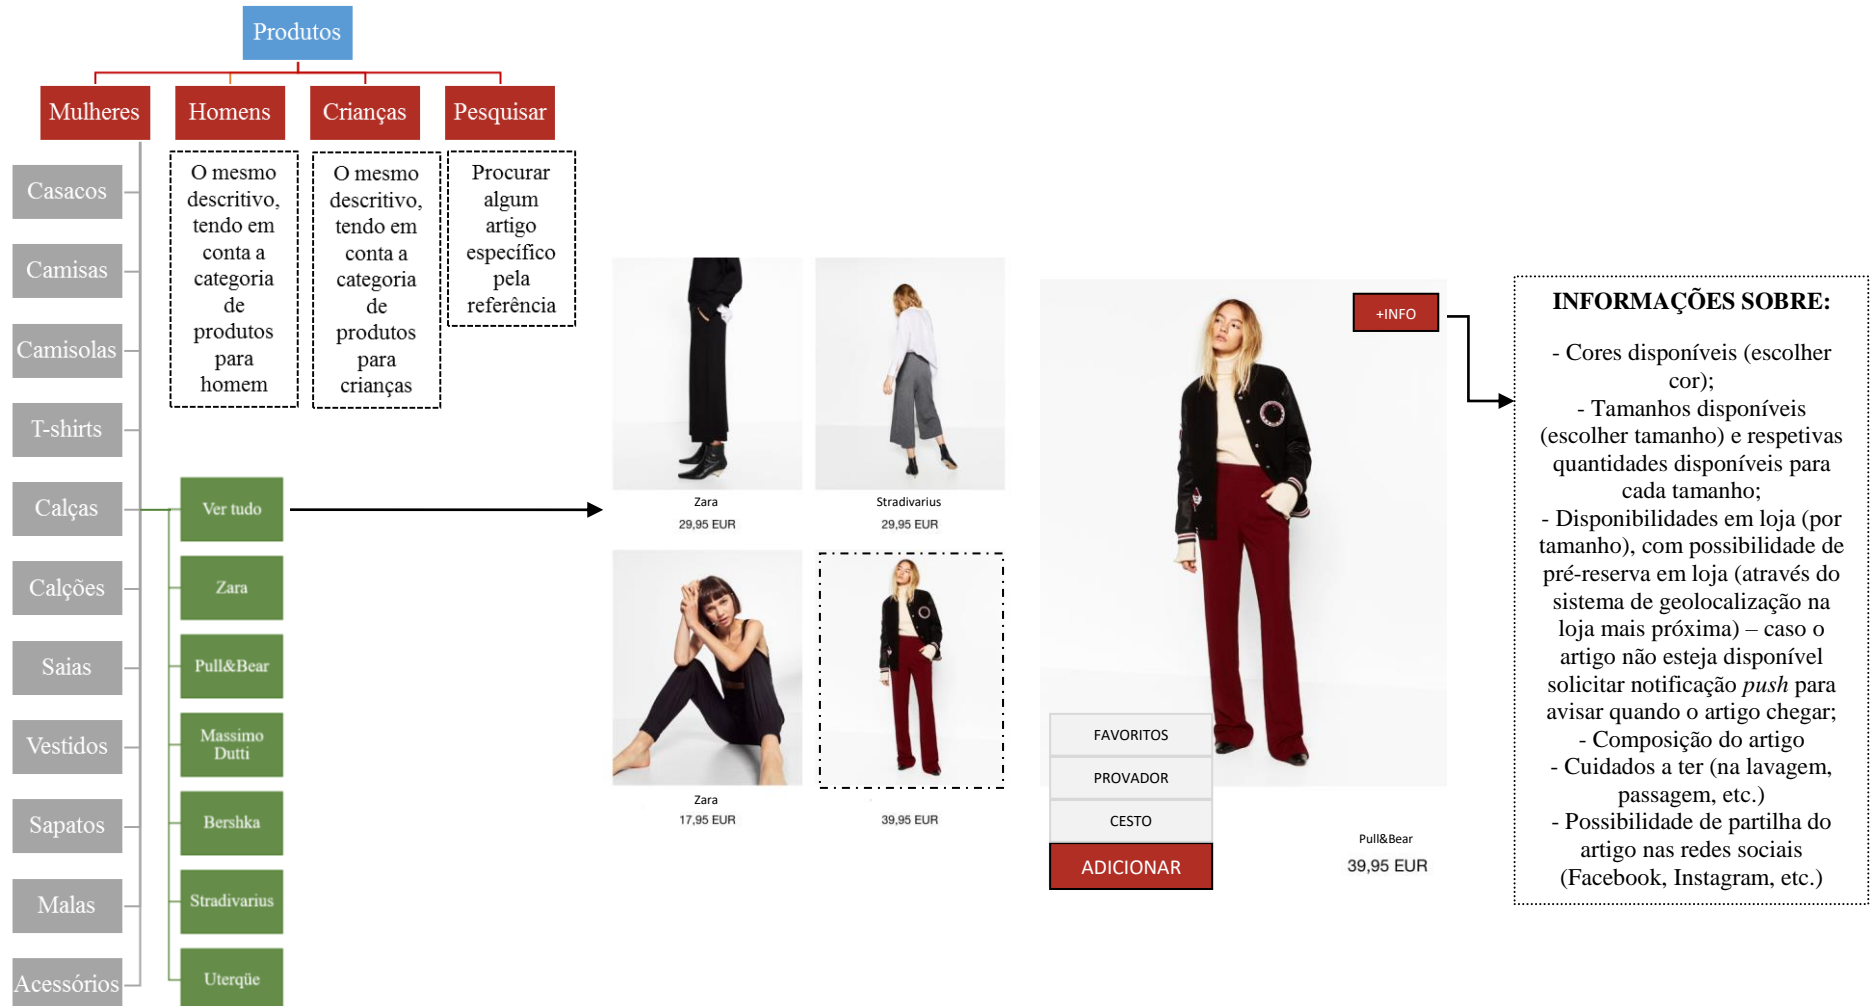 Produtos
Mulheres
Homens
Crianças
Pesquisar
Casacos
Camisas
Camisolas
T-shirts
Calças
Calções
Saias
Vestidos
Sapatos
Malas
Acessórios
O mesmo
descritivo,
tendo em
conta a
categoria
de
produtos
para
homem
O mesmo
descritivo,
tendo em
conta a
categoria
de
produtos
para
crianças
Procurar
algum
artigo
específico
pela
referência
Ver tudo
Zara
Pull&Bear
Massimo
Dutti
Bershka
Stradivarius
Uterqüe
Zara
29,95 EUR
Stradivarius
29,95 EUR
Zara
17,95 EUR
39,95 EUR
+INFO
FAVORITOS
PROVADOR
CESTO
ADICIONAR
Pull&Bear
39,95 EUR
INFORMAÇÕES SOBRE:
- Cores disponíveis (escolher
cor);
- Tamanhos disponíveis
(escolher tamanho) e respetivas
quantidades disponíveis para
cada tamanho;
- Disponibilidades em loja (por
tamanho), com possibilidade de
pré-reserva em loja (através do
sistema de geolocalização na
loja mais próxima) – caso o
artigo não esteja disponível
solicitar notificação push para
avisar quando o artigo chegar;
- Composição do artigo
- Cuidados a ter (na lavagem,
passagem, etc.)
- Possibilidade de partilha do
artigo nas redes sociais
(Facebook, Instagram, etc.)